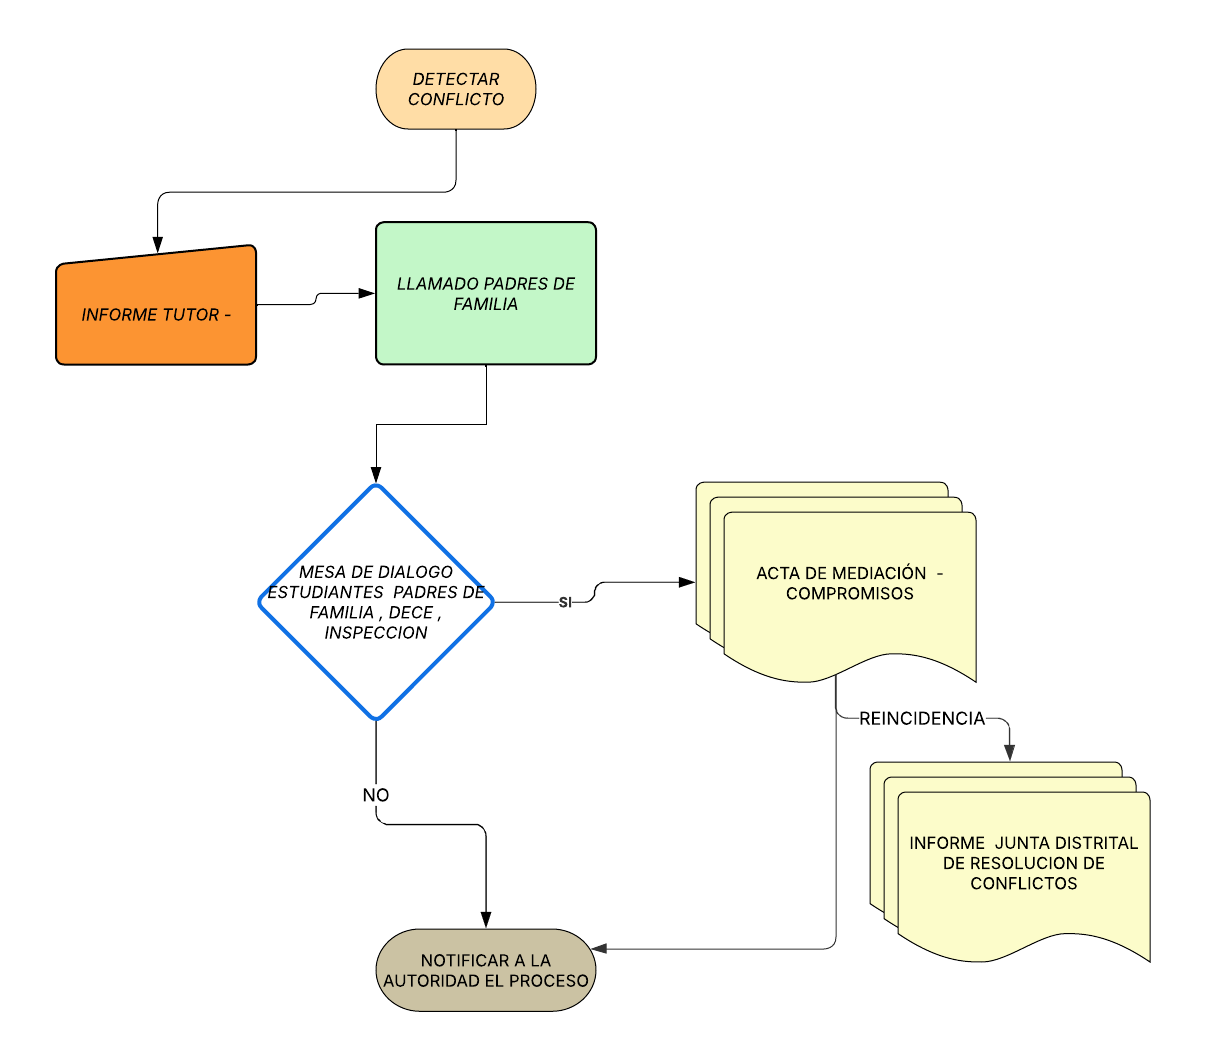 DETECTAR
CONFLICTO
INFORME TUTOR -
LLAMADO PADRES DE
FAMILIA
MESA DE DIALOGO
ESTUDIANTES  PADRES DE
FAMILIA , DECE ,
INSPECCION
SI
ACTA DE MEDIACIÓN  -
COMPROMISOS
REINCIDENCIA
NO
INFORME  JUNTA DISTRITAL
DE RESOLUCION DE
CONFLICTOS
NOTIFICAR A LA
AUTORIDAD EL PROCESO